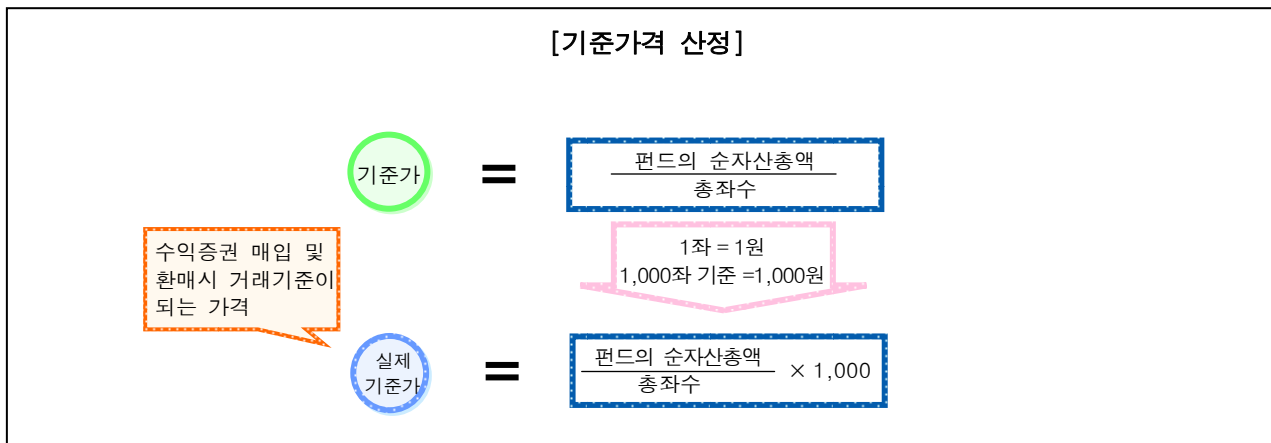 [기준가격 산정]
기준가
=
펀드의 순자산총액
총좌수
1좌 = 1원
1,000좌 기준 =1,000원
수익증권 매입 및
환매시 거래기준이
되는 가격
실제
기준가
=
펀드의 순자산총액
총좌수
× 1,000